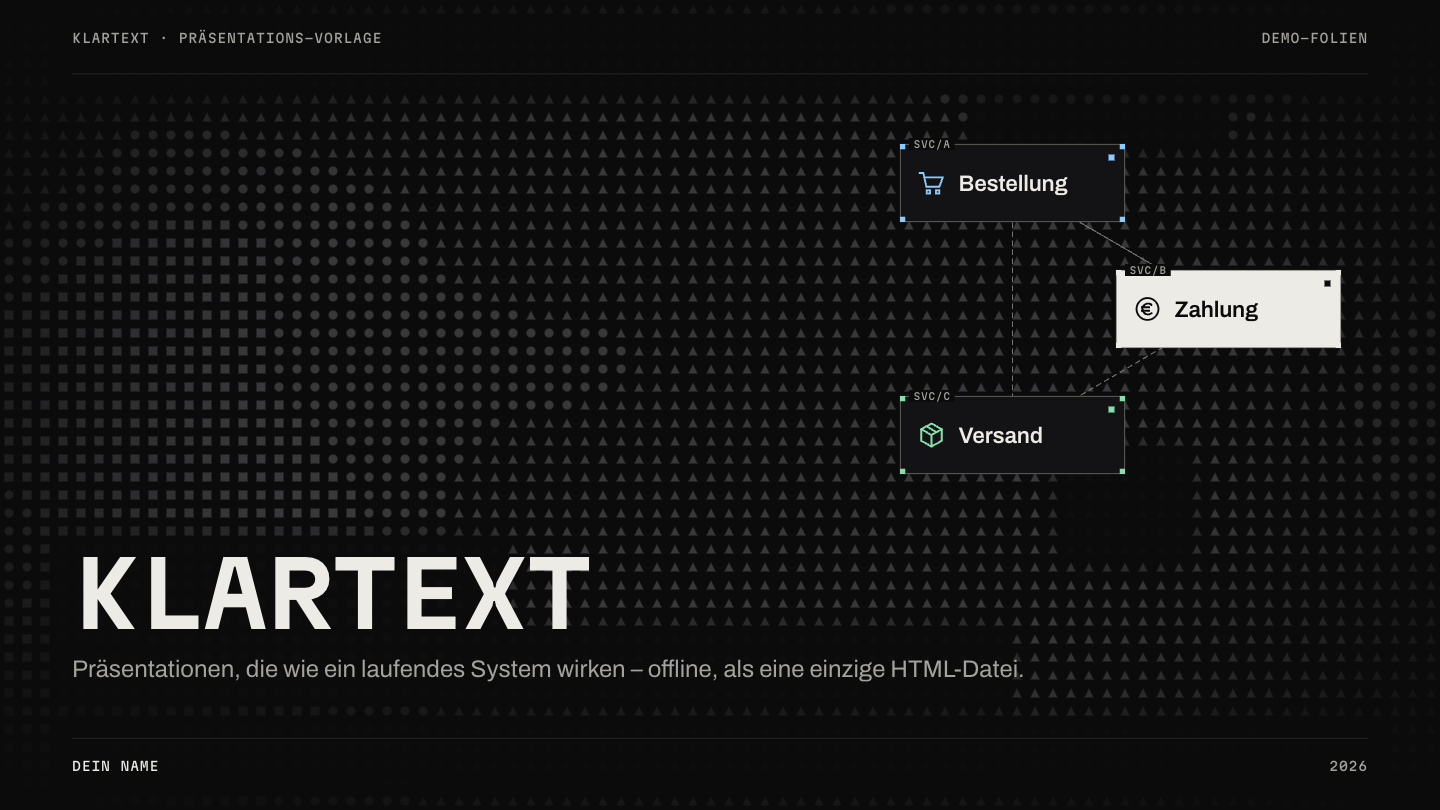 KLARTEXT · PRÄSENTATIONS–VORLAGE
DEMO–FOLIEN
SVC/A
Bestellung
SVC/B
Zahlung
SVC/C
Versand
KLARTEXT
Präsentationen, die wie ein laufendes System wirken – offline, als eine einzige HTML-Datei.
DEIN NAME
2026